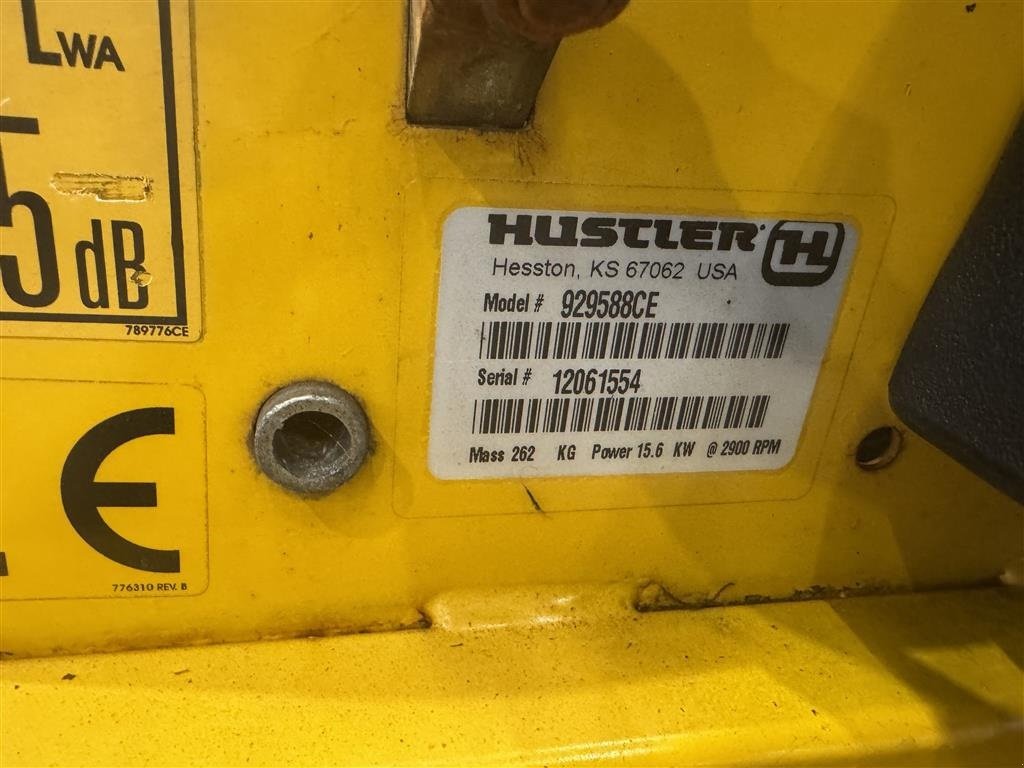 LWA
5 dB
789776CE
776310 REV. B
HUSTLER H
Hesston, KS 67062 USA
Model # 929588CE
Serial # 12061554
Mass 262 KG Power 15.6 KW @ 2900 RPM